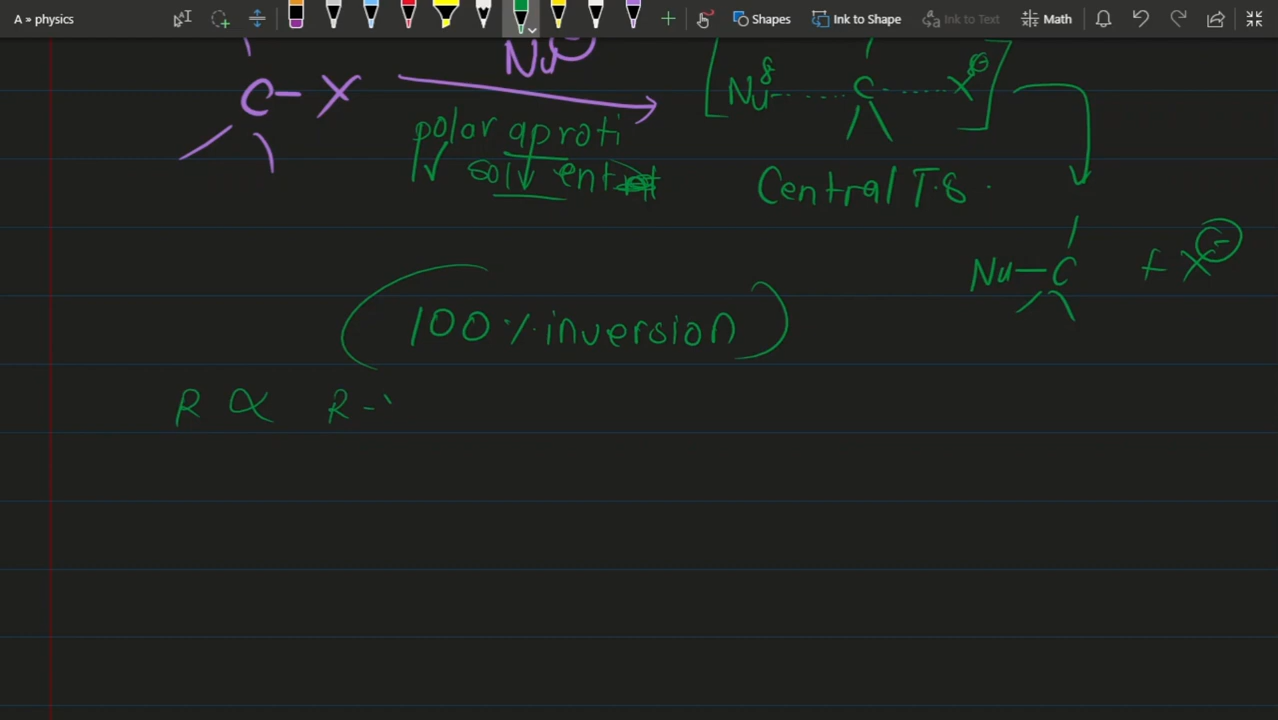 A » physics
Shapes
Ink to Shape
Ink to Text
Math
Nu
C - X
polar aproti
solvent
[Nu δ ...... C ...... X δ-
Central T.S.
Nu - C + X -
100 % inversion
R ∝ R -